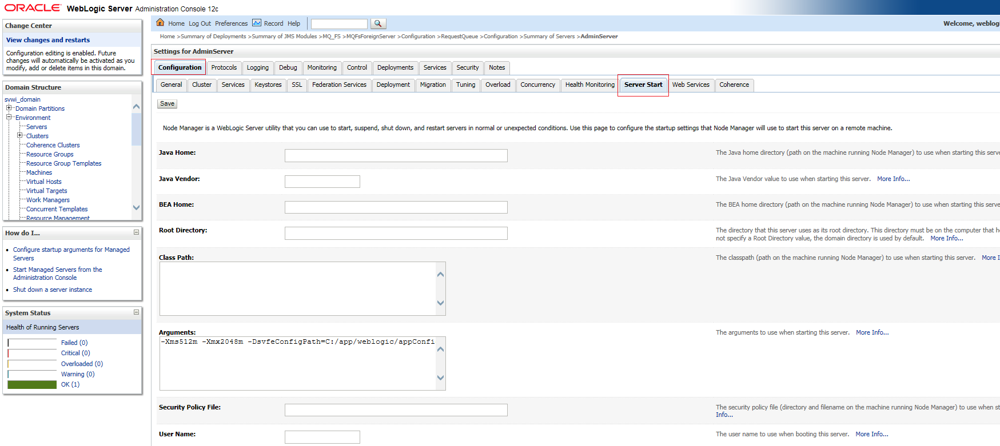 ORACLE WebLogic Server Administration Console 12c
Change Center
View changes and restarts
Configuration editing is enabled. Future
changes will automatically be activated as you
modify, add or delete items in this domain.
Domain Structure
svwi_domain
Domain Partitions
Environment
Servers
Clusters
Coherence Clusters
Resource Groups
Resource Group Templates
Machines
Virtual Hosts
Virtual Targets
Work Managers
Concurrent Templates
Resource Management
How do I...
Configure startup arguments for Managed
Servers
Start Managed Servers from the
Administration Console
Shut down a server instance
System Status
Health of Running Servers
Failed (0)
Critical (0)
Overloaded (0)
Warning (0)
OK (1)
Home Log Out Preferences Record Help
Welcome, weblogi
Home >Summary of Deployments >Summary of JMS Modules >MQ_FS >MQFsForeignServer >Configuration >RequestQueue >Configuration >Summary of Servers >AdminServer
Settings for AdminServer
Configuration Protocols Logging Debug Monitoring Control Deployments Services Security Notes
General Cluster Services Keystores SSL Federation Services Deployment Migration Tuning Overload Concurrency Health Monitoring Server Start Web Services Coherence
Save
Node Manager is a WebLogic Server utility that you can use to start, suspend, shut down, and restart servers in normal or unexpected conditions. Use this page to configure the startup settings that Node Manager will use to start this server on a remote machine.
Java Home:
The Java home directory (path on the machine running Node Manager) to use when starting this serve
Java Vendor:
The Java Vendor value to use when starting this server. More Info...
BEA Home:
The BEA home directory (path on the machine running Node Manager) to use when starting this serve
Root Directory:
The directory that this server uses as its root directory. This directory must be on the computer that ho
not specify a Root Directory value, the domain directory is used by default. More Info...
Class Path:
The classpath (path on the machine running Node Manager) to use when starting this server. More I
Arguments:
-Xms512m -Xmx2048m -DsvfeConfigPath=C:/app/weblogic/appConfi
The arguments to use when starting this server. More Info...
Security Policy File:
The security policy file (directory and filename on the machine running Node Manager) to use when st
Info...
User Name:
The user name to use when booting this server. More Info...